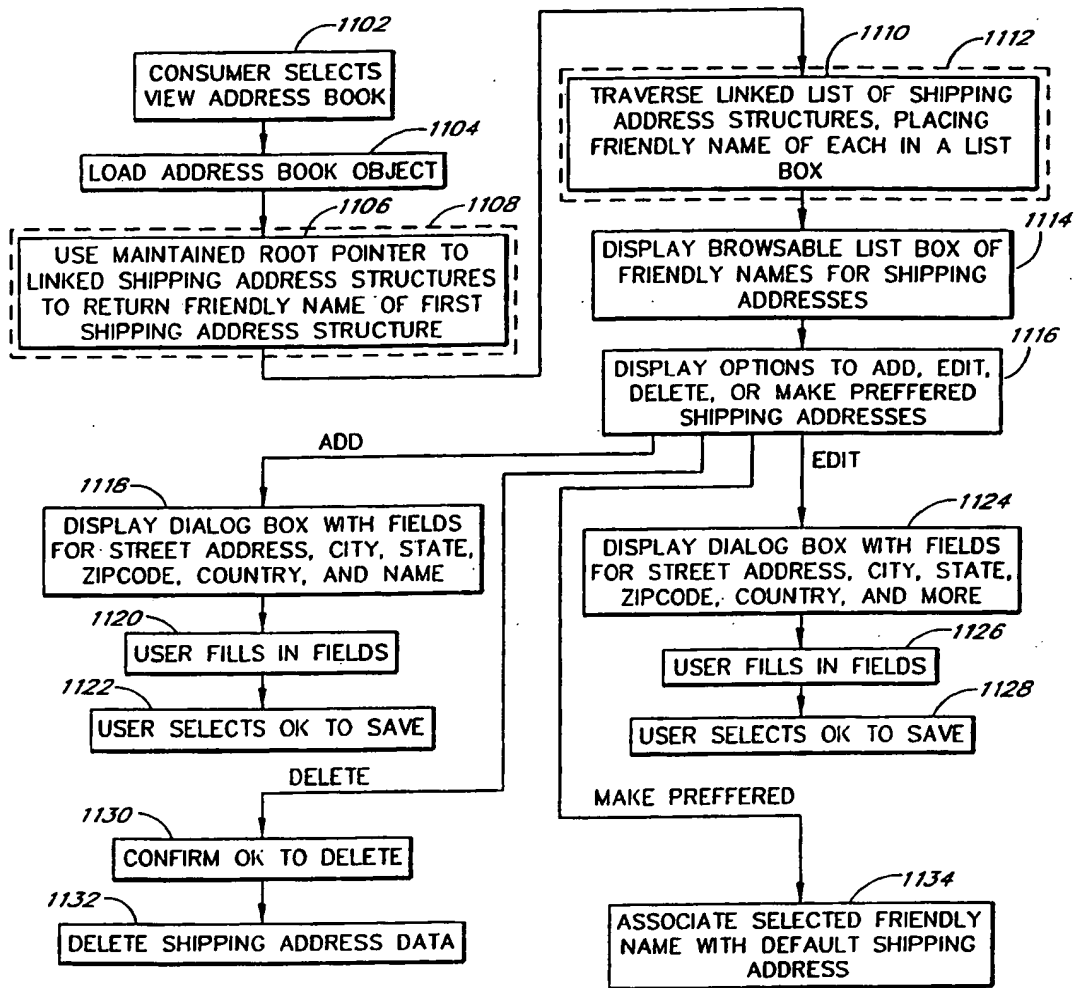 1102
CONSUMER SELECTS
VIEW ADDRESS BOOK
1104
LOAD ADDRESS BOOK OBJECT
1106
1108
USE MAINTAINED ROOT POINTER TO
LINKED SHIPPING ADDRESS STRUCTURES
TO RETURN FRIENDLY NAME OF FIRST
SHIPPING ADDRESS STRUCTURE
1110
1112
TRAVERSE LINKED LIST OF SHIPPING
ADDRESS STRUCTURES, PLACING
FRIENDLY NAME OF EACH IN A LIST
BOX
1114
DISPLAY BROWSABLE LIST BOX OF
FRIENDLY NAMES FOR SHIPPING
ADDRESSES
1116
DISPLAY OPTIONS TO ADD, EDIT,
DELETE, OR MAKE PREFFERED
SHIPPING ADDRESSES
ADD
1118
DISPLAY DIALOG BOX WITH FIELDS
FOR STREET ADDRESS, CITY, STATE,
ZIPCODE, COUNTRY, AND NAME
1120
USER FILLS IN FIELDS
1122
USER SELECTS OK TO SAVE
EDIT
1124
DISPLAY DIALOG BOX WITH FIELDS
FOR STREET ADDRESS, CITY, STATE,
ZIPCODE, COUNTRY, AND MORE
1126
USER FILLS IN FIELDS
1128
USER SELECTS OK TO SAVE
DELETE
1130
CONFIRM OK TO DELETE
1132
DELETE SHIPPING ADDRESS DATA
MAKE PREFFERED
1134
ASSOCIATE SELECTED FRIENDLY
NAME WITH DEFAULT SHIPPING
ADDRESS